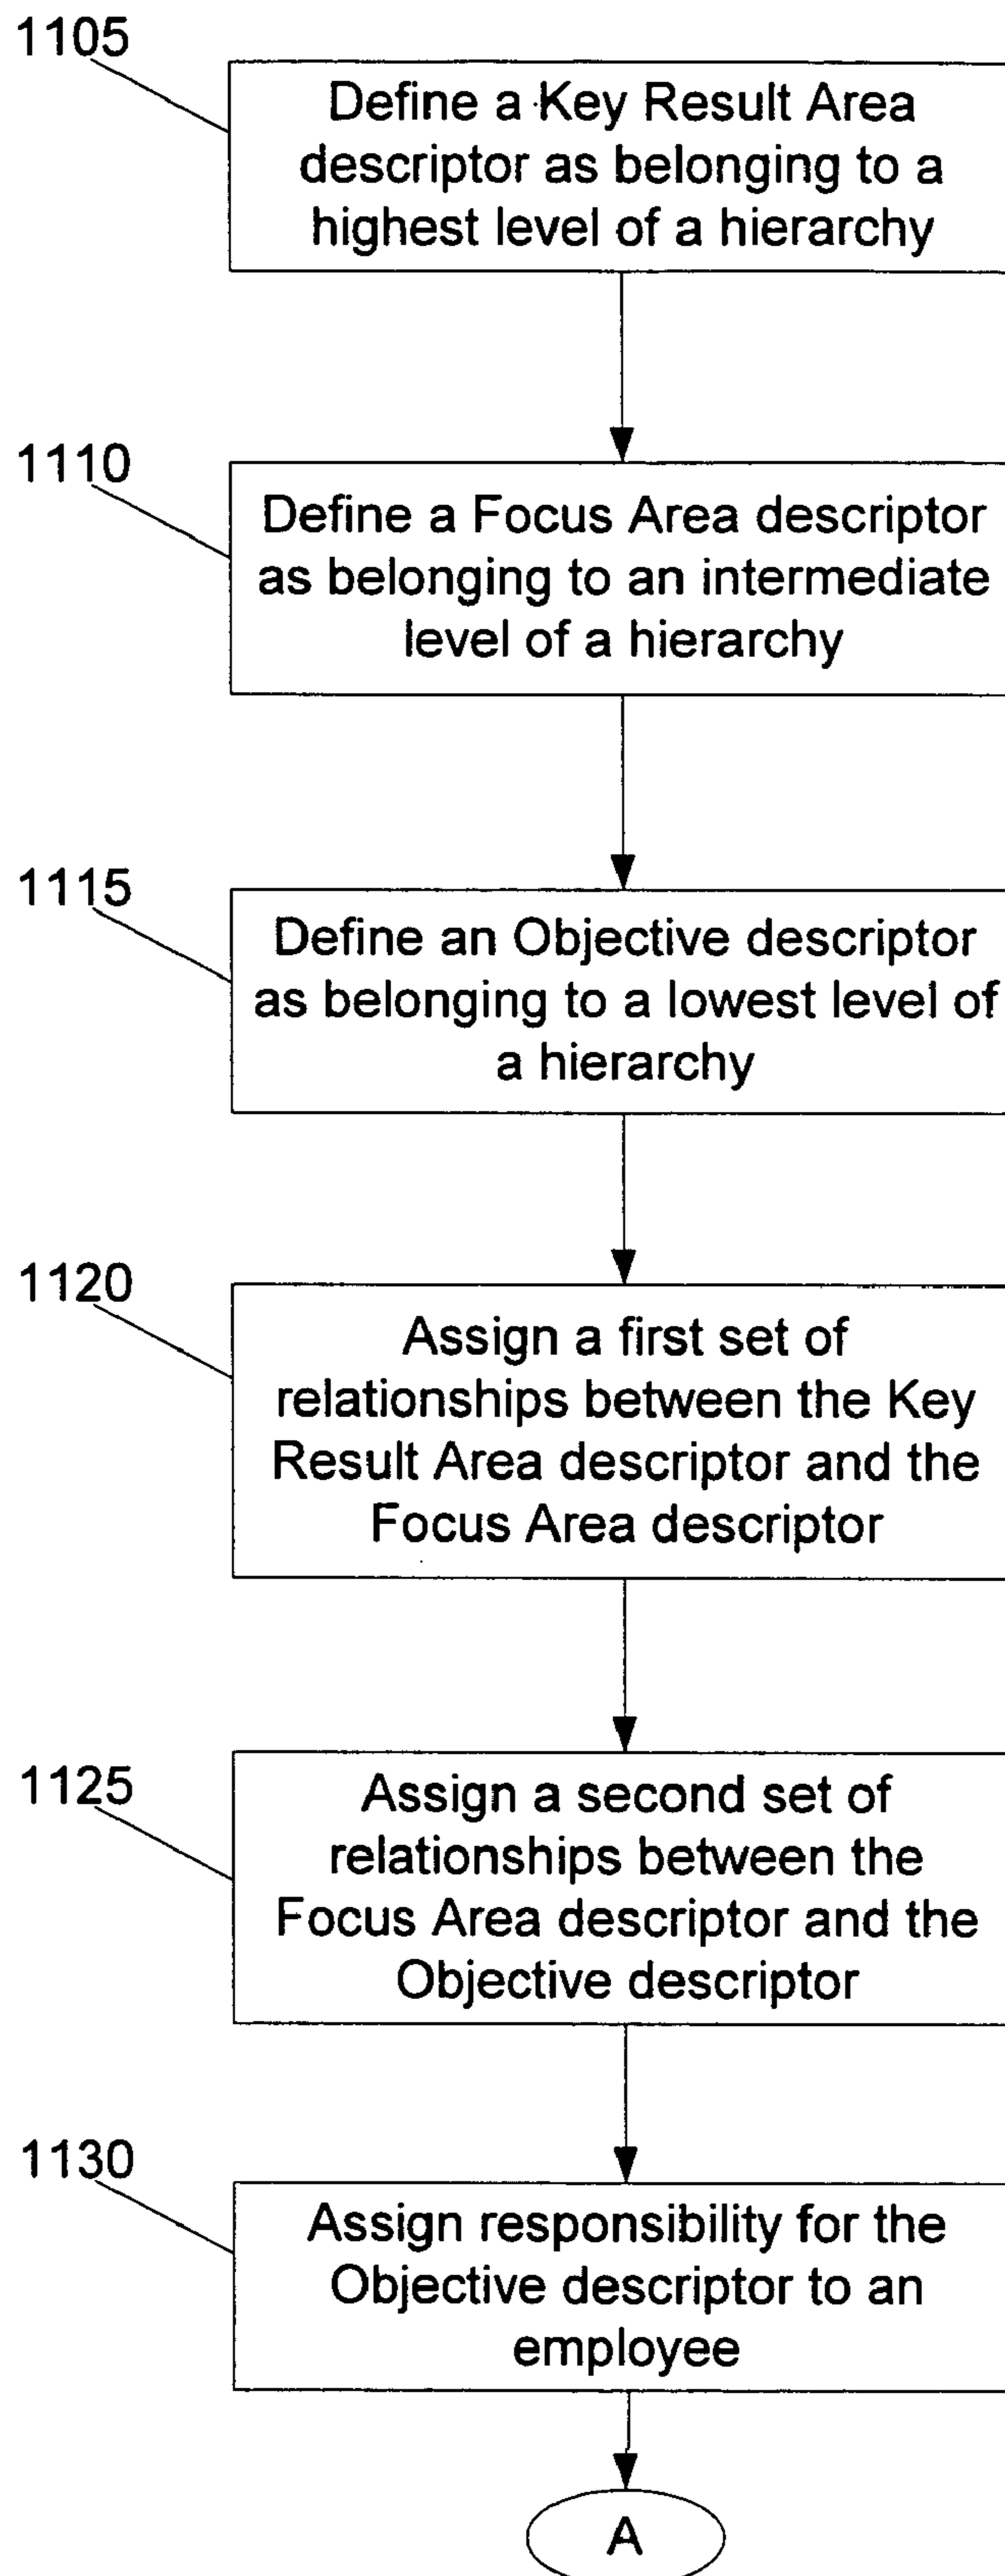 1105
Define a Key Result Area
descriptor as belonging to a
highest level of a hierarchy
1110
Define a Focus Area descriptor
as belonging to an intermediate
level of a hierarchy
1115
Define an Objective descriptor
as belonging to a lowest level of
a hierarchy
1120
Assign a first set of
relationships between the Key
Result Area descriptor and the
Focus Area descriptor
1125
Assign a second set of
relationships between the
Focus Area descriptor and the
Objective descriptor
1130
Assign responsibility for the
Objective descriptor to an
employee
A